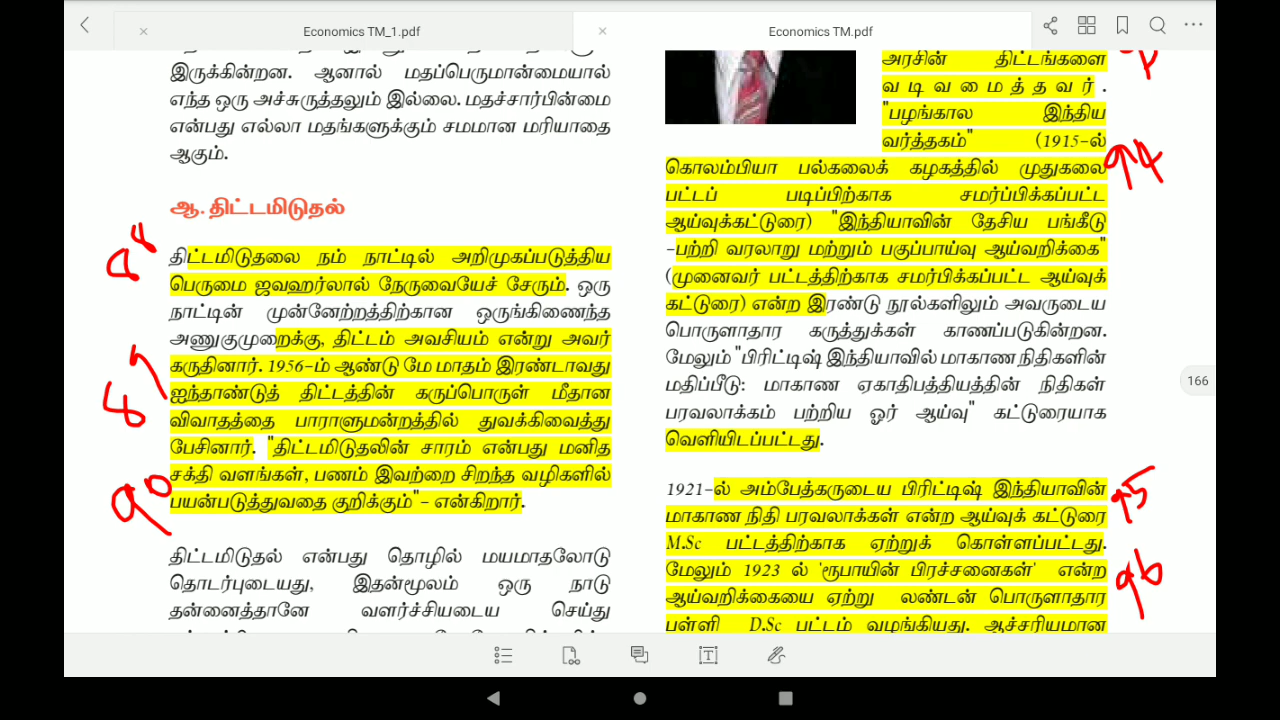 Economics TM_1.pdf
Economics TM.pdf
இருக்கின்றன. ஆனால் மதப்பெருமான்மையால்
எந்த ஒரு அச்சுருத்தலும் இல்லை. மதச்சார்பின்மை
என்பது எல்லா மதங்களுக்கும் சமமான மரியாதை
ஆகும்.
ஆ. திட்டமிடுதல்
88
திட்டமிடுதலை நம் நாட்டில் அறிமுகப்படுத்திய
பெருமை ஜவஹர்லால் நேருவையேச் சேரும். ஒரு
நாட்டின் முன்னேற்றத்திற்கான ஒருங்கிணைந்த
அணுகுமுறைக்கு, திட்டம் அவசியம் என்று அவர்
89
கருதினார். 1956-ம் ஆண்டு மே மாதம் இரண்டாவது
ஐந்தாண்டுத் திட்டத்தின் கருப்பொருள் மீதான
விவாதத்தை பாராளுமன்றத்தில் துவக்கிவைத்து
பேசினார். "திட்டமிடுதலின் சாரம் என்பது மனித
90
சக்தி வளங்கள், பணம் இவற்றை சிறந்த வழிகளில்
பயன்படுத்துவதை குறிக்கும்"- என்கிறார்.
திட்டமிடுதல் என்பது தொழில் மயமாதலோடு
தொடர்புடையது, இதன்மூலம் ஒரு நாடு
தன்னைத்தானே வளர்ச்சியடைய செய்து
அரசின் திட்டங்களை
வடிவமைத்தவர்.
"பழங்கால இந்திய
வர்த்தகம்" (1915-ல்
94
கொலம்பியா பல்கலைக் கழகத்தில் முதுகலை
பட்டப் படிப்பிற்காக சமர்ப்பிக்கப்பட்ட
ஆய்வுக்கட்டுரை) "இந்தியாவின் தேசிய பங்கீடு
-பற்றி வரலாறு மற்றும் பகுப்பாய்வு ஆய்வறிக்கை"
(முனைவர் பட்டத்திற்காக சமர்பிக்கப்பட்ட ஆய்வுக்
கட்டுரை) என்ற இரண்டு நூல்களிலும் அவருடைய
பொருளாதார கருத்துக்கள் காணப்படுகின்றன.
மேலும் "பிரிட்டிஷ் இந்தியாவில் மாகாண நிதிகளின்
மதிப்பீடு: மாகாண ஏகாதிபத்தியத்தின் நிதிகள்
பரவலாக்கம் பற்றிய ஓர் ஆய்வு" கட்டுரையாக
வெளியிடப்பட்டது.
166
1921-ல் அம்பேத்கருடைய பிரிட்டிஷ் இந்தியாவின்
95
மாகாண நிதி பரவலாக்கள் என்ற ஆய்வுக் கட்டுரை
M.Sc பட்டத்திற்காக ஏற்றுக் கொள்ளப்பட்டது.
மேலும் 1923 ல் 'ரூபாயின் பிரச்சனைகள்' என்ற
96
ஆய்வறிக்கையை ஏற்று லண்டன் பொருளாதார
பள்ளி D.Sc பட்டம் வழங்கியது. ஆச்சரியமான